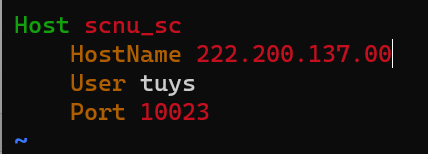 Host scnu_sc
    HostName 222.200.137.00
    User tuys
    Port 10023
~